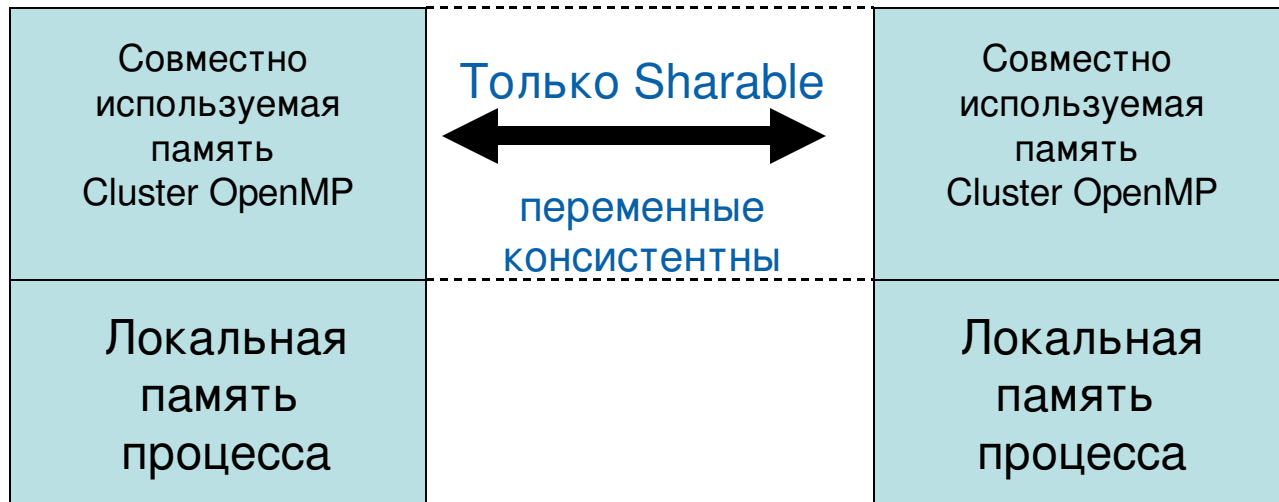 Совместно
используемая
память
Cluster OpenMP
Только Sharable
переменные
консистентны
Совместно
используемая
память
Cluster OpenMP
Локальная
память
процесса
Локальная
память
процесса